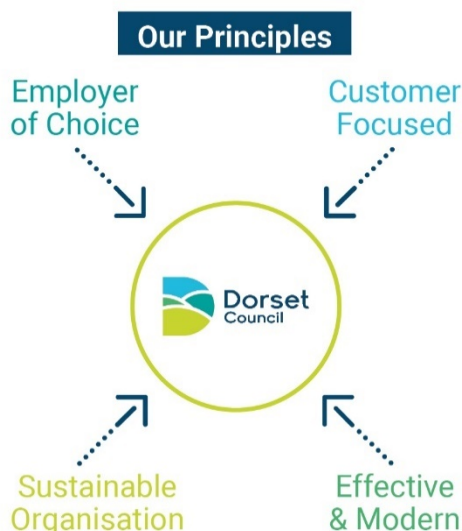 Our Principles
Employer
of Choice
Customer
Focused
Dorset
Council
Sustainable
Organisation
Effective
& Modern